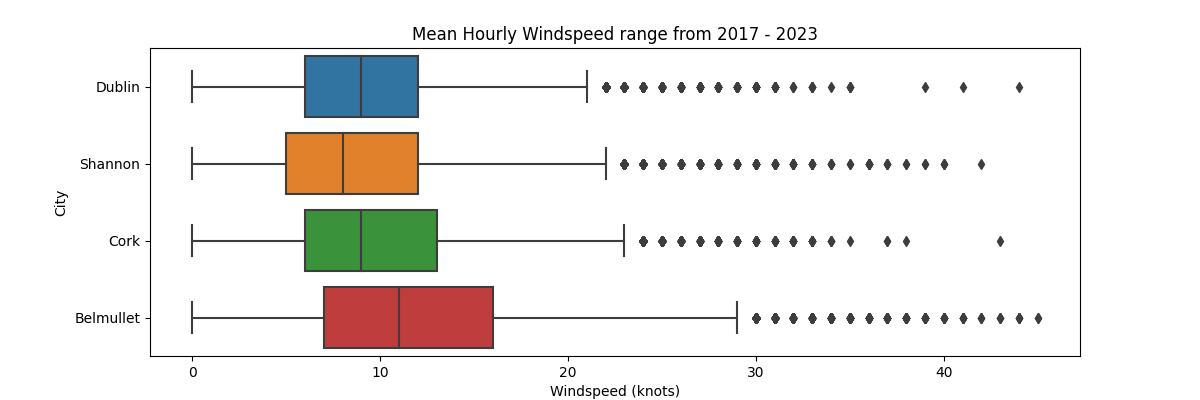 Mean Hourly Windspeed range from 2017 - 2023
Dublin
Shannon
Cork
Belmullet
City
0 10 20 30 40
Windspeed (knots)